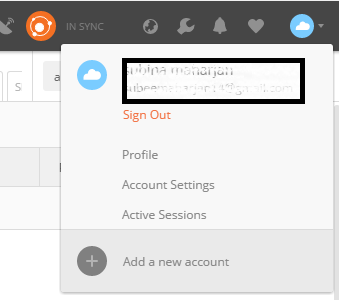 IN SYNC
Sign Out
Profile
Account Settings
Active Sessions
Add a new account